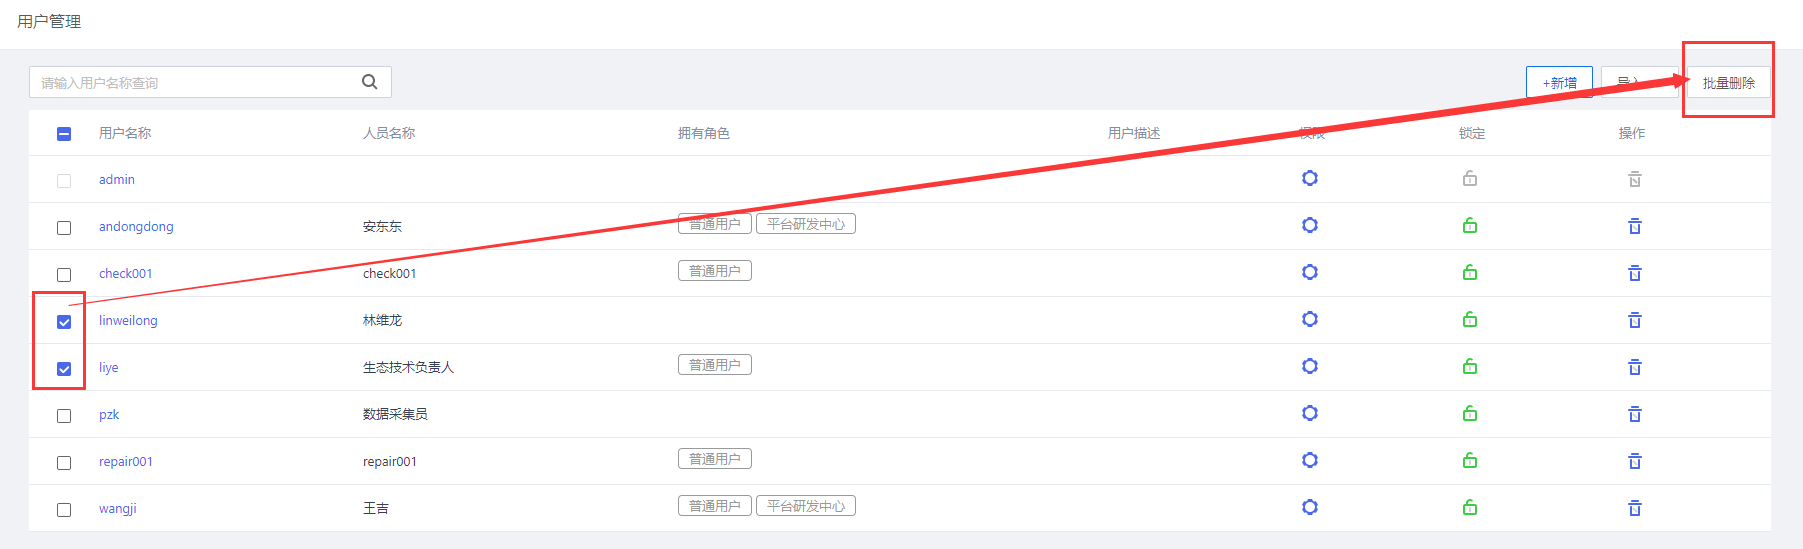 用户管理
请输入用户名称查询
+新增 批量删除
用户名称 人员名称 拥有角色 用户描述 权限 锁定 操作
admin
andongdong 安东东 普通用户 平台研发中心
check001 check001 普通用户
linweilong 林维龙
liye 生态技术负责人 普通用户
pzk 数据采集员
repair001 repair001 普通用户
wangji 王吉 普通用户 平台研发中心